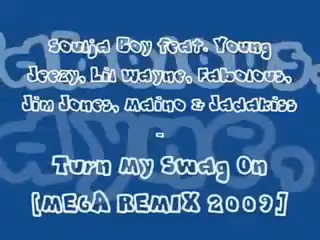 Soulja Boy feat. Young
Jeezy, Lil Wayne, Fabolous,
Jim Jones, Maino & Jadakiss
-
Turn My Swag On
[MEGA REMIX 2009]